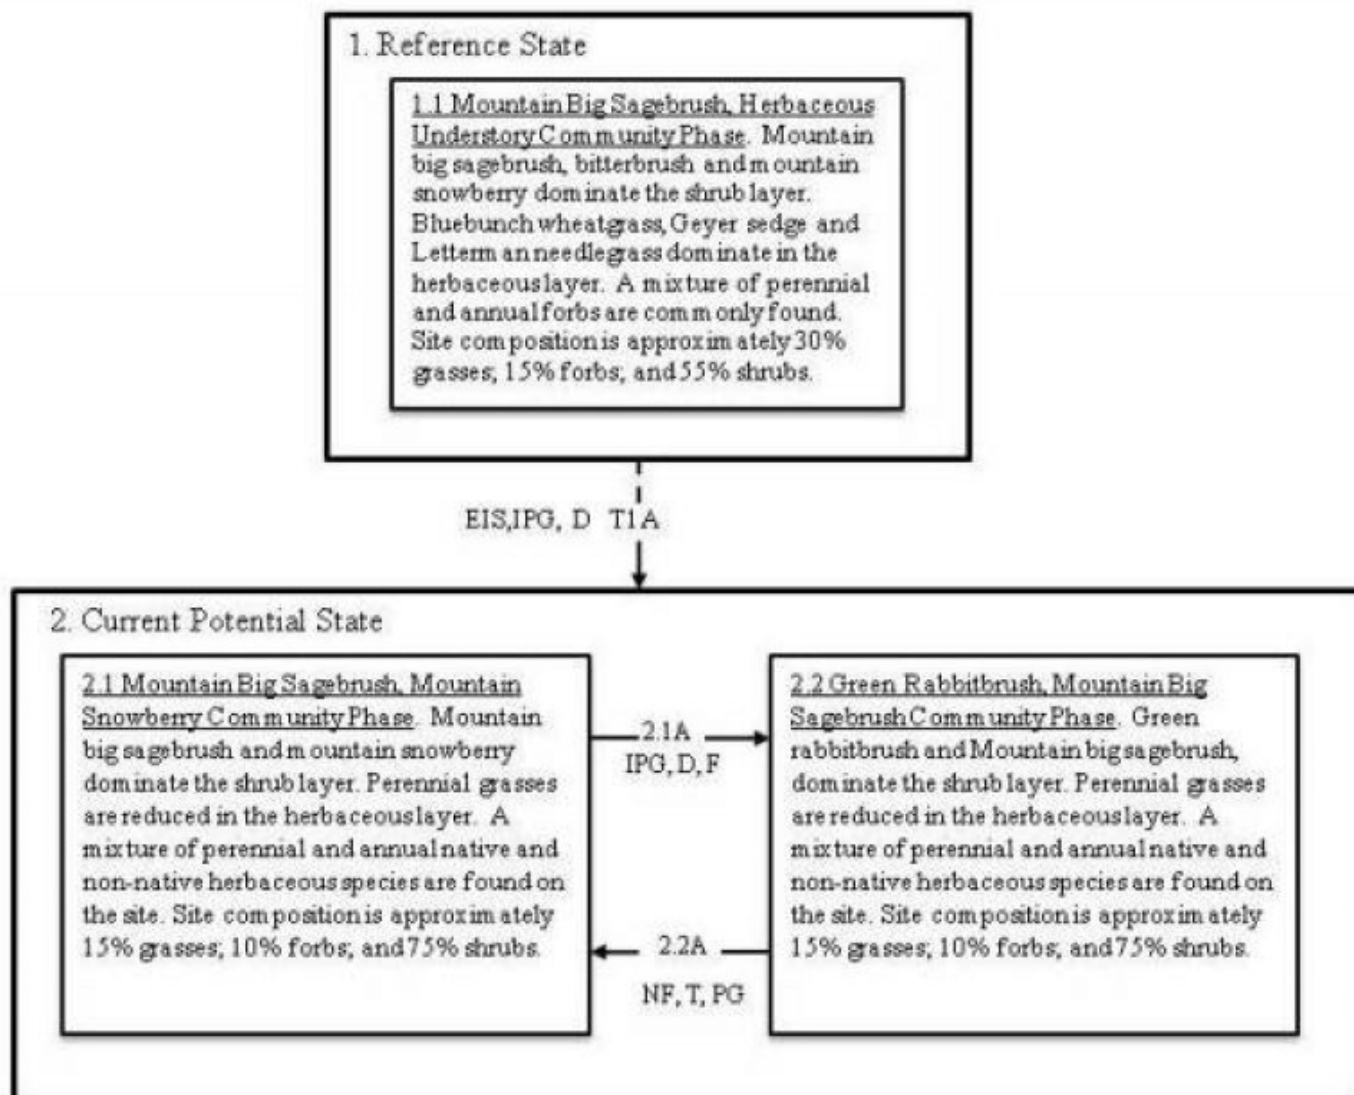 1. Reference State
1.1 Mountain Big Sagebrush, Herbaceous
Understory Community Phase. Mountain
big sagebrush, bitterbrush and mountain
snowberry dominate the shrub layer.
Bluebunch wheatgrass, Geyer sedge and
Letterman needlegrass dominate in the
herbaceous layer. A mixture of perennial
and annual forbs are commonly found.
Site composition is approximately 30%
grasses; 15% forbs; and 55% shrubs.
EIS,IPG, D T1A
2. Current Potential State
2.1 Mountain Big Sagebrush, Mountain
Snowberry Community Phase. Mountain
big sagebrush and mountain snowberry
dominate the shrub layer. Perennial grasses
are reduced in the herbaceous layer. A
mixture of perennial and annual native and
non-native herbaceous species are found on
the site. Site composition is approximately
15% grasses; 10% forbs; and 75% shrubs.
2.1A
IPG, D, F
2.2A
NF, T, PG
2.2 Green Rabbitbrush, Mountain Big
Sagebrush Community Phase. Green
rabbitbrush and Mountain big sagebrush,
dominate the shrub layer. Perennial grasses
are reduced in the herbaceous layer. A
mixture of perennial and annual native and
non-native herbaceous species are found on
the site. Site composition is approximately
15% grasses; 10% forbs; and 75% shrubs.